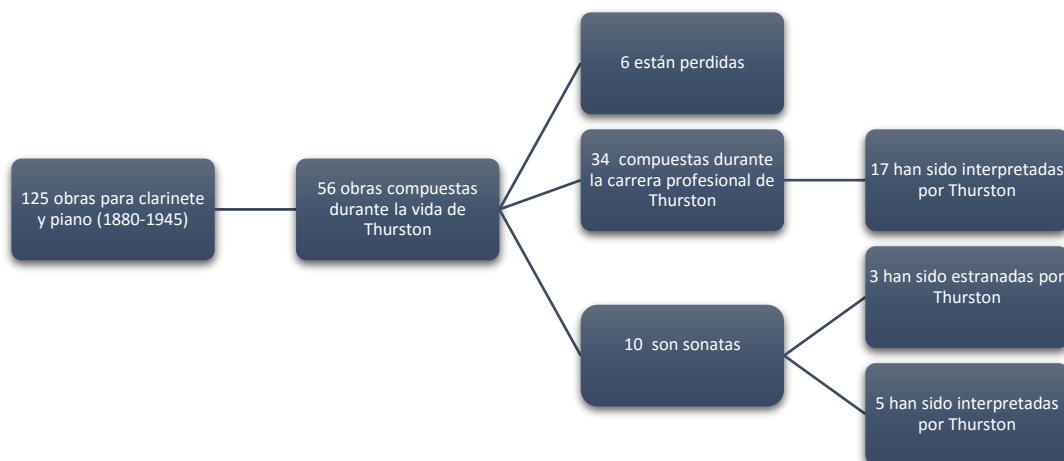 125 obras para clarinete
y piano (1880-1945)
56 obras compuestas
durante la vida de
Thurston
6 están perdidas
34 compuestas durante
la carrera profesional de
Thurston
17 han sido interpretadas
por Thurston
10 son sonatas
3 han sido estranadas por
Thurston
5 han sido interpretadas
por Thurston